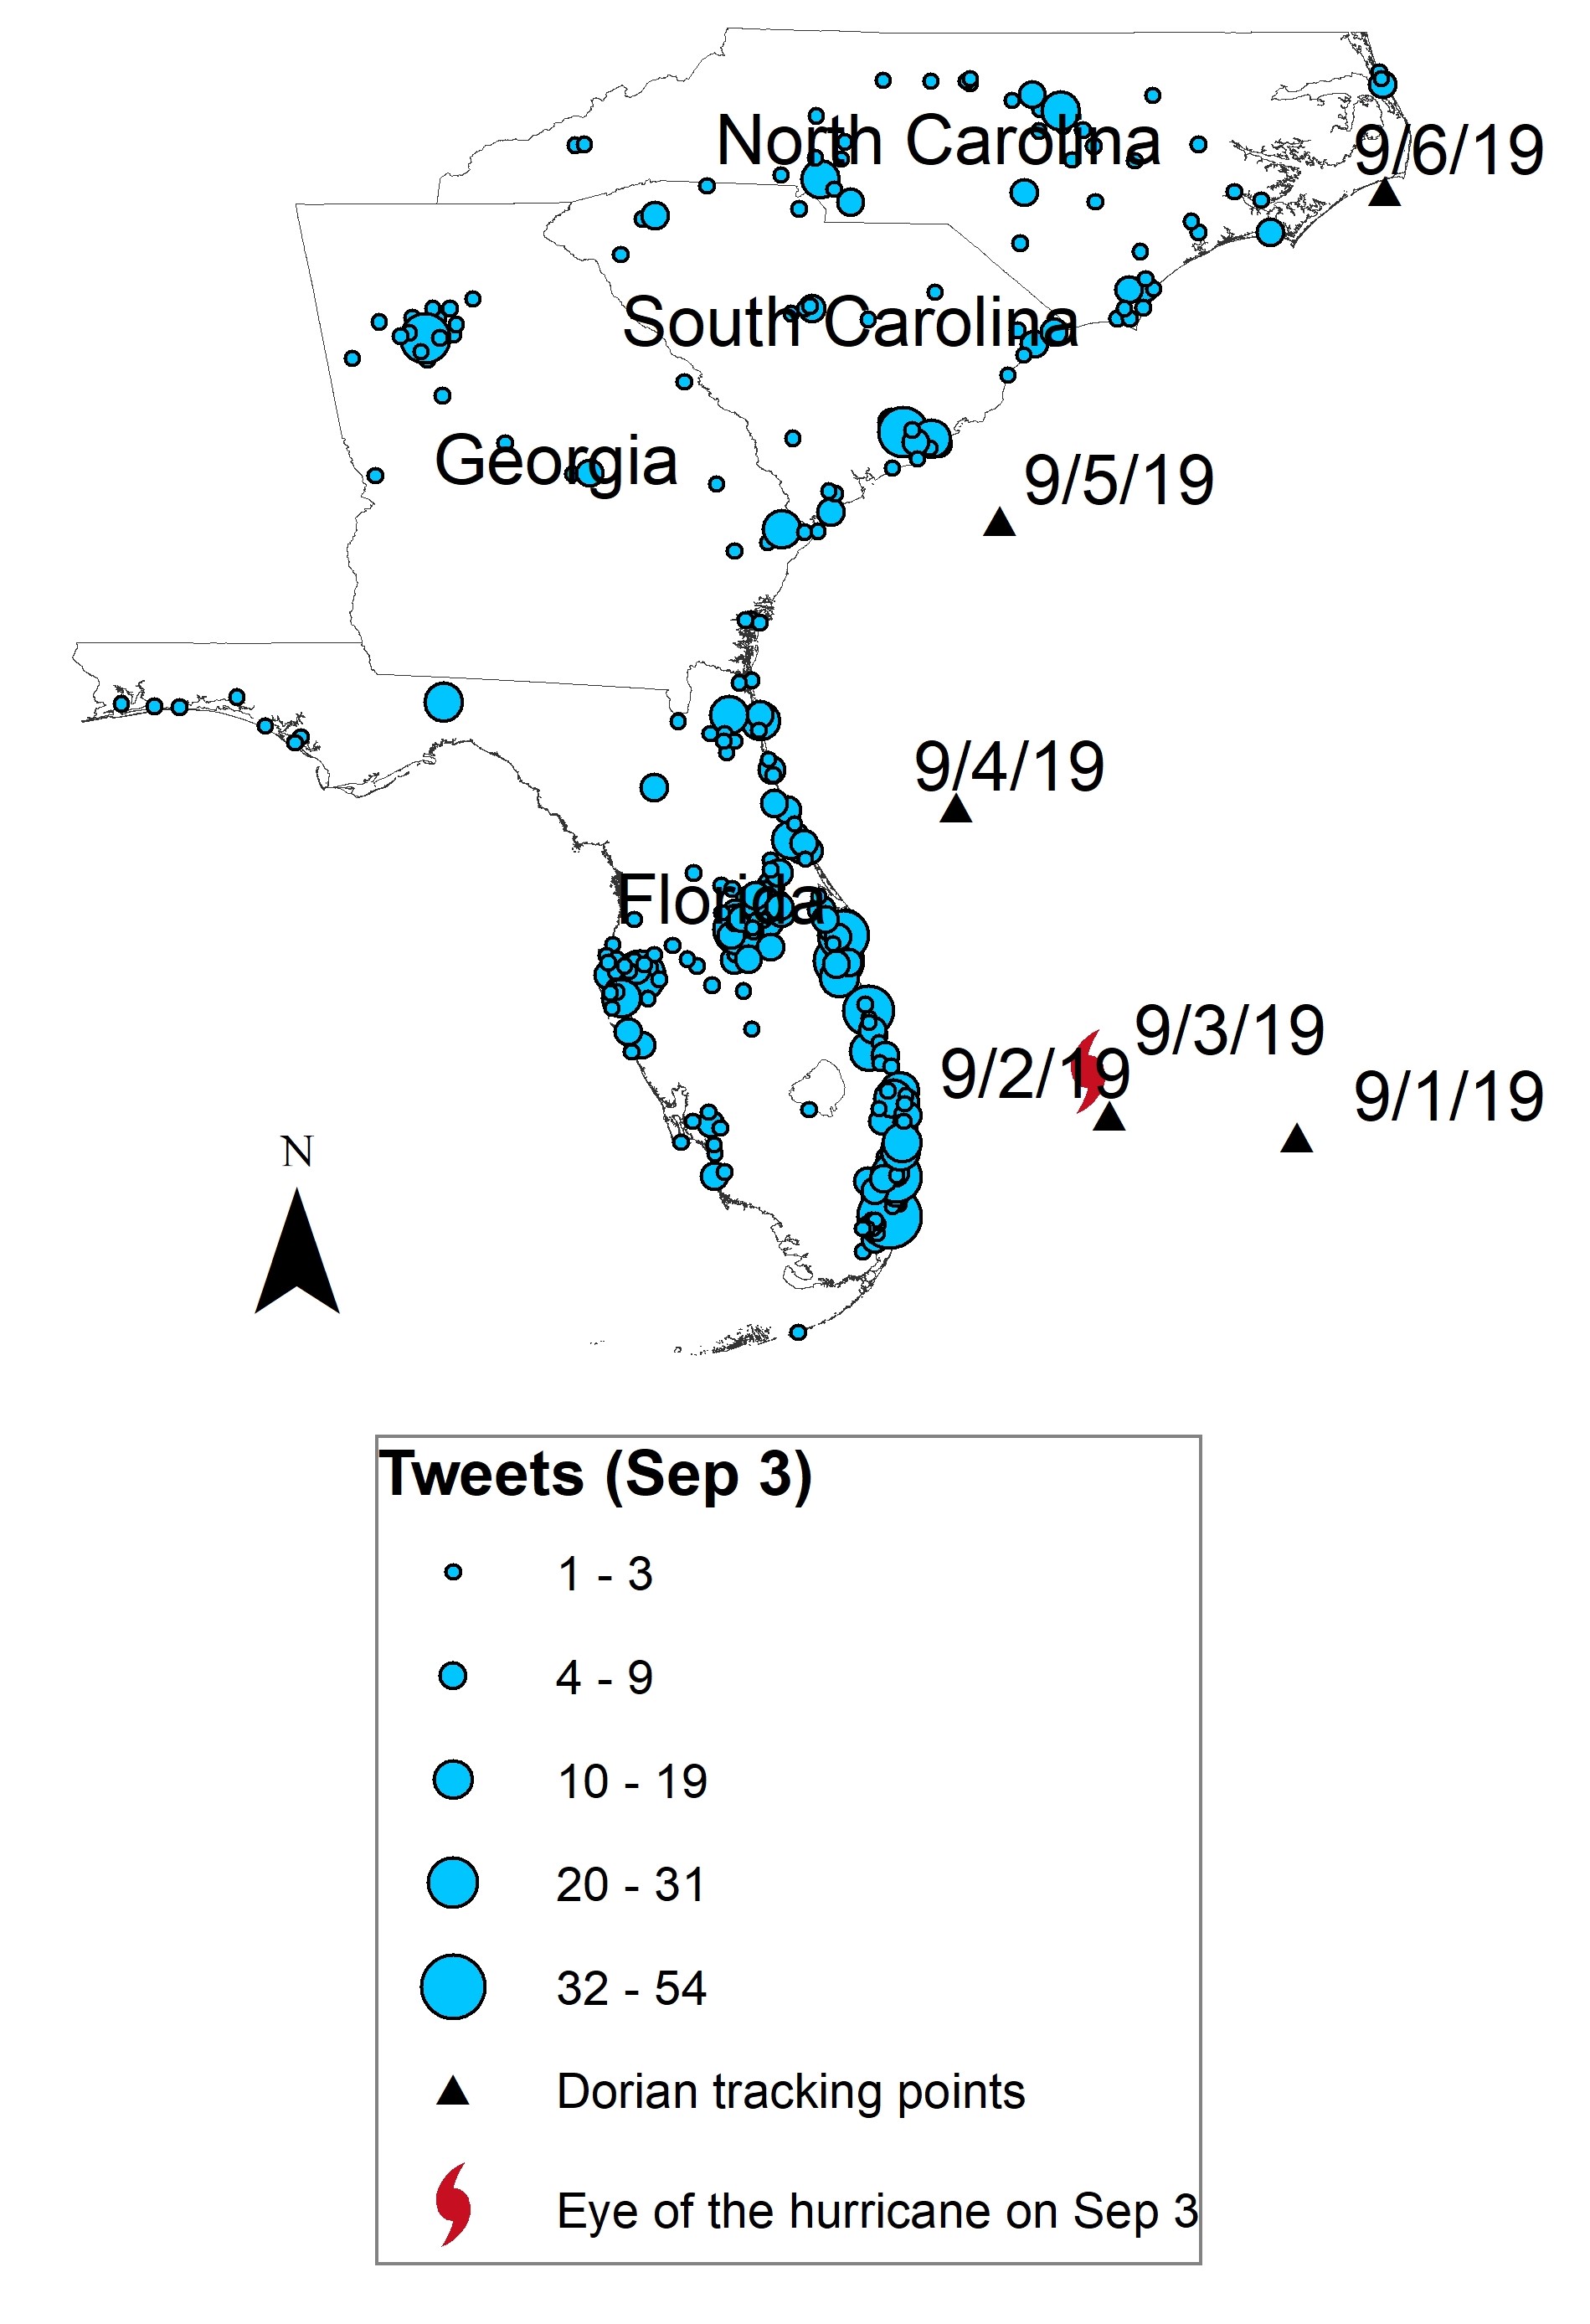 North Carolina
9/6/19
South Carolina
Georgia
9/5/19
9/4/19
Florida
9/3/19
9/2/19
9/1/19
N
Tweets (Sep 3)
1 - 3
4 - 9
10 - 19
20 - 31
32 - 54
Dorian tracking points
Eye of the hurricane on Sep 3